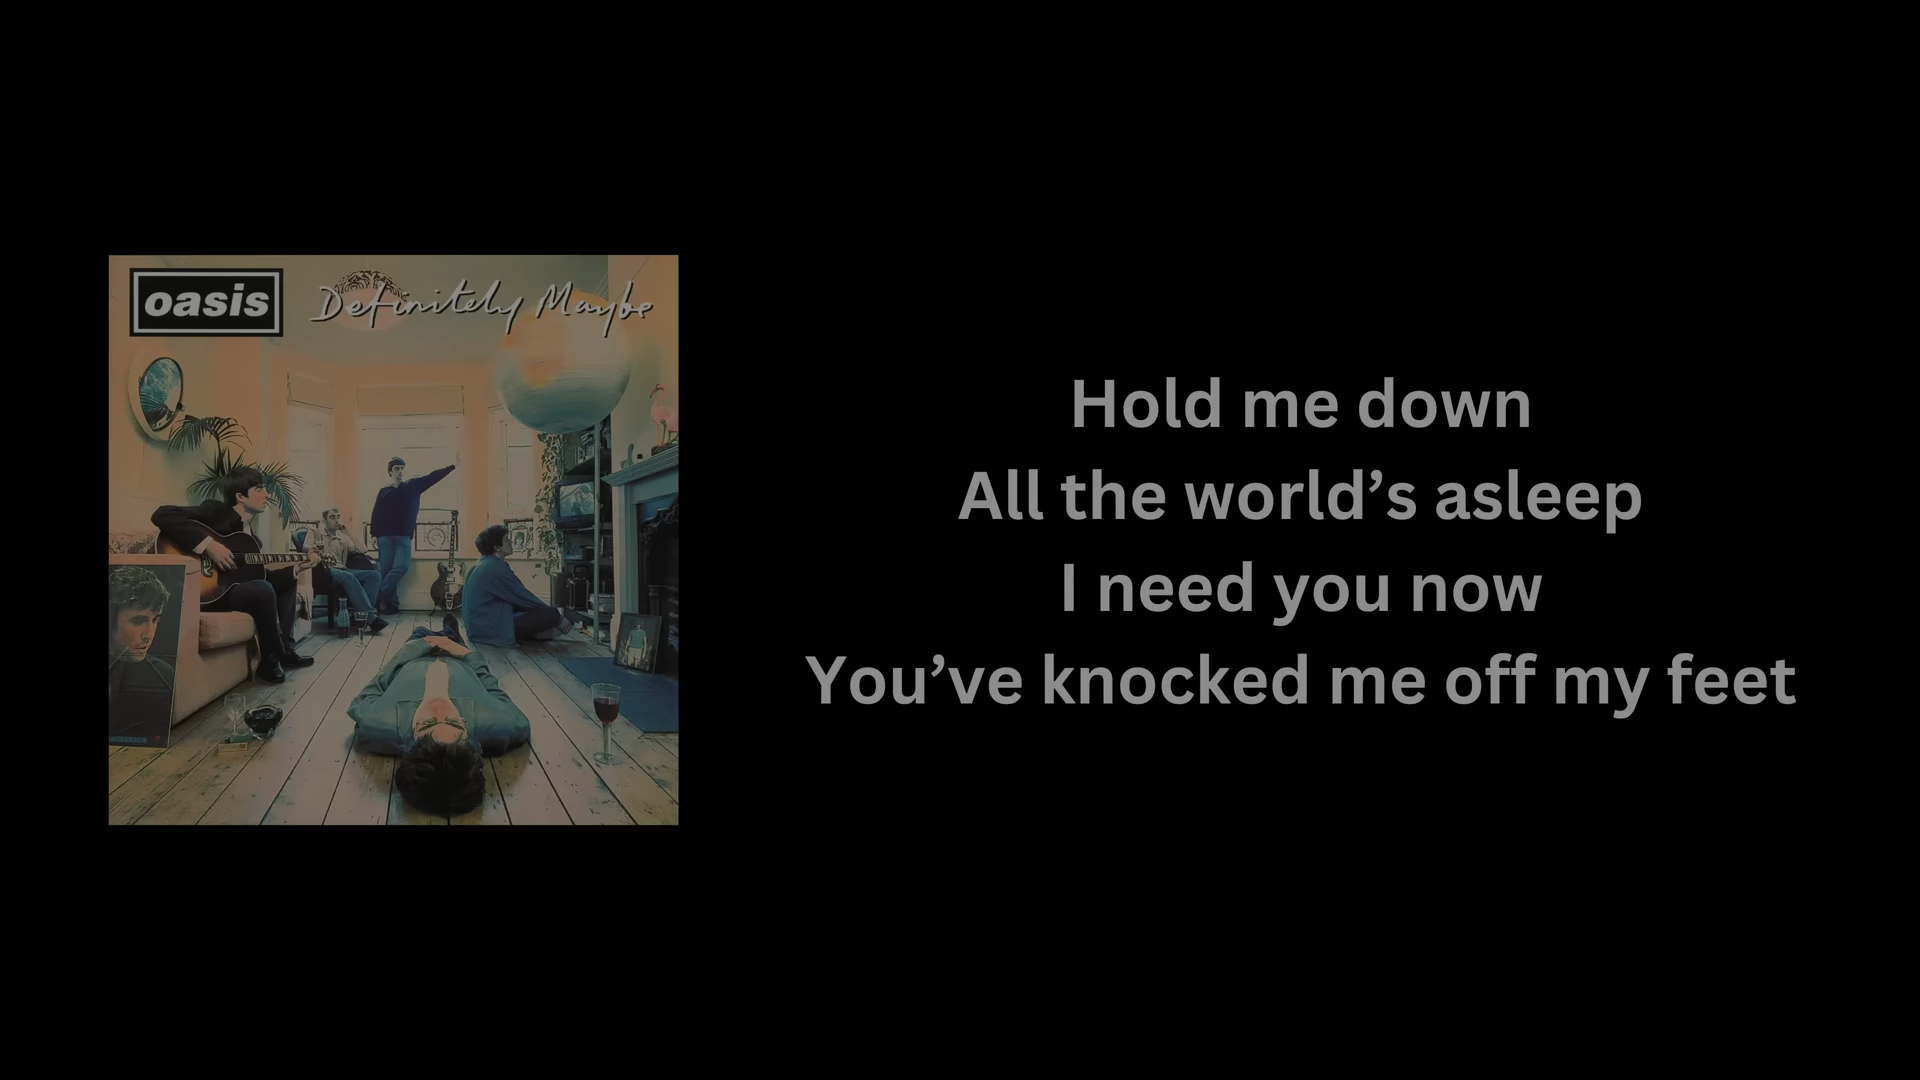 oasis Definitely Maybe
Hold me down
All the world’s asleep
I need you now
You’ve knocked me off my feet